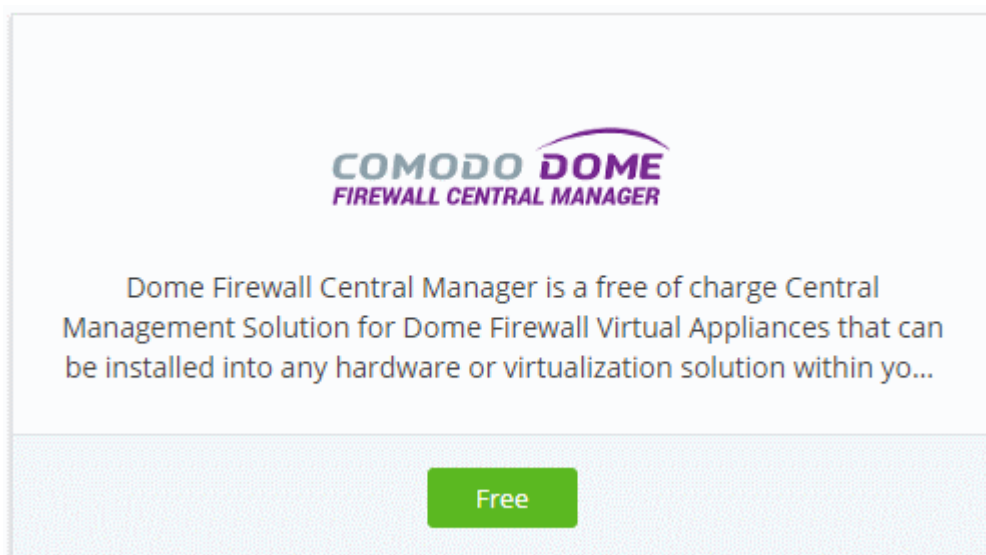 COMODO DOME
FIREWALL CENTRAL MANAGER
Dome Firewall Central Manager is a free of charge Central
Management Solution for Dome Firewall Virtual Appliances that can
be installed into any hardware or virtualization solution within yo...
Free